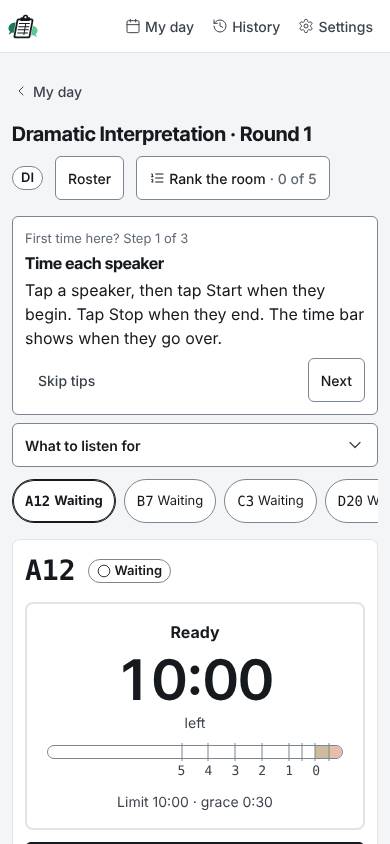 My day
History
Settings
My day
Dramatic Interpretation · Round 1
DI
Roster
Rank the room · 0 of 5
First time here? Step 1 of 3
Time each speaker
Tap a speaker, then tap Start when they
begin. Tap Stop when they end. The time bar
shows when they go over.
Skip tips
Next
What to listen for
A12 Waiting
B7 Waiting
C3 Waiting
D20 W
A12
Waiting
Ready
10:00
left
5 4 3 2 1 0
Limit 10:00 · grace 0:30